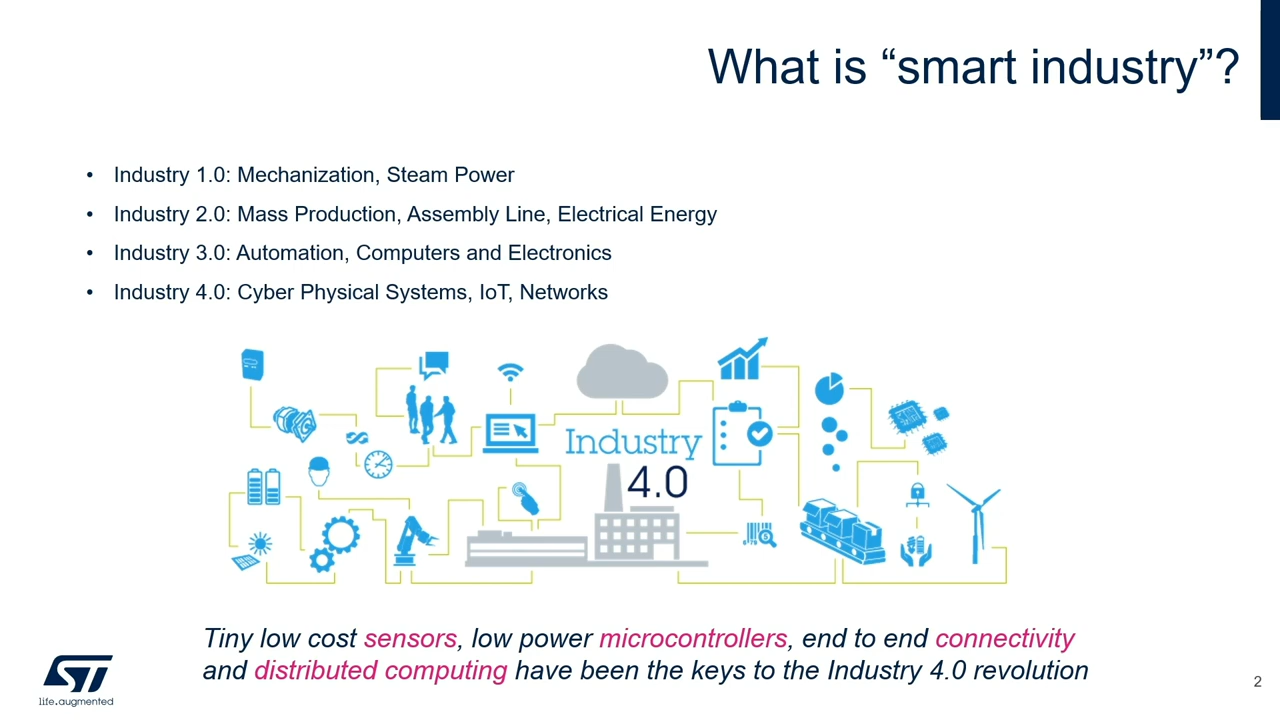 What is “smart industry”?
• Industry 1.0: Mechanization, Steam Power
• Industry 2.0: Mass Production, Assembly Line, Electrical Energy
• Industry 3.0: Automation, Computers and Electronics
• Industry 4.0: Cyber Physical Systems, IoT, Networks
Industry
4.0
Tiny low cost sensors, low power microcontrollers, end to end connectivity
and distributed computing have been the keys to the Industry 4.0 revolution
ST
life.augmented
2